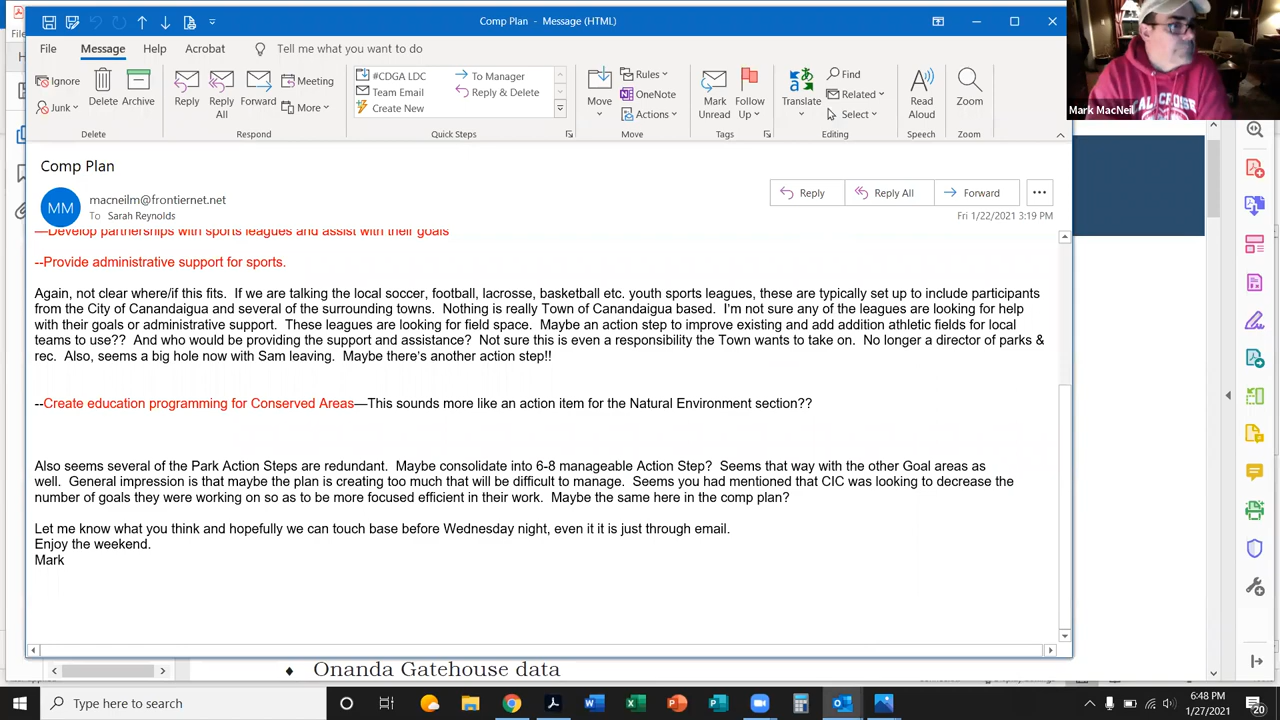 Comp Plan - Message (HTML)
File Message Help Acrobat Tell me what you want to do
Ignore
Junk
Delete
Archive
Delete
Reply
Reply All
Forward
Meeting
More
Respond
#CDGA LDC
Team Email
Create New
To Manager
Reply & Delete
Quick Steps
Move
Rules
OneNote
Actions
Move
Mark Unread
Follow Up
Tags
Translate
Find
Related
Select
Editing
Read Aloud
Speech
Zoom
Zoom
Mark MacNeil
Comp Plan
MM
macneilm@frontiernet.net
To Sarah Reynolds
Reply Reply All Forward
Fri 1/22/2021 3:19 PM
—Develop partnerships with sports leagues and assist with their goals
--Provide administrative support for sports.
Again, not clear where/if this fits. If we are talking the local soccer, football, lacrosse, basketball etc. youth sports leagues, these are typically set up to include participants
from the City of Canandaigua and several of the surrounding towns. Nothing is really Town of Canandaigua based. I'm not sure any of the leagues are looking for help
with their goals or administrative support. These leagues are looking for field space. Maybe an action step to improve existing and add addition athletic fields for local
teams to use?? And who would be providing the support and assistance? Not sure this is even a responsibility the Town wants to take on. No longer a director of parks &
rec. Also, seems a big hole now with Sam leaving. Maybe there's another action step!!
--Create education programming for Conserved Areas—This sounds more like an action item for the Natural Environment section??
Also seems several of the Park Action Steps are redundant. Maybe consolidate into 6-8 manageable Action Step? Seems that way with the other Goal areas as
well. General impression is that maybe the plan is creating too much that will be difficult to manage. Seems you had mentioned that CIC was looking to decrease the
number of goals they were working on so as to be more focused efficient in their work. Maybe the same here in the comp plan?
Let me know what you think and hopefully we can touch base before Wednesday night, even it it is just through email.
Enjoy the weekend.
Mark
♦ Onanda Gatehouse data
Type here to search
6:48 PM
1/27/2021
20